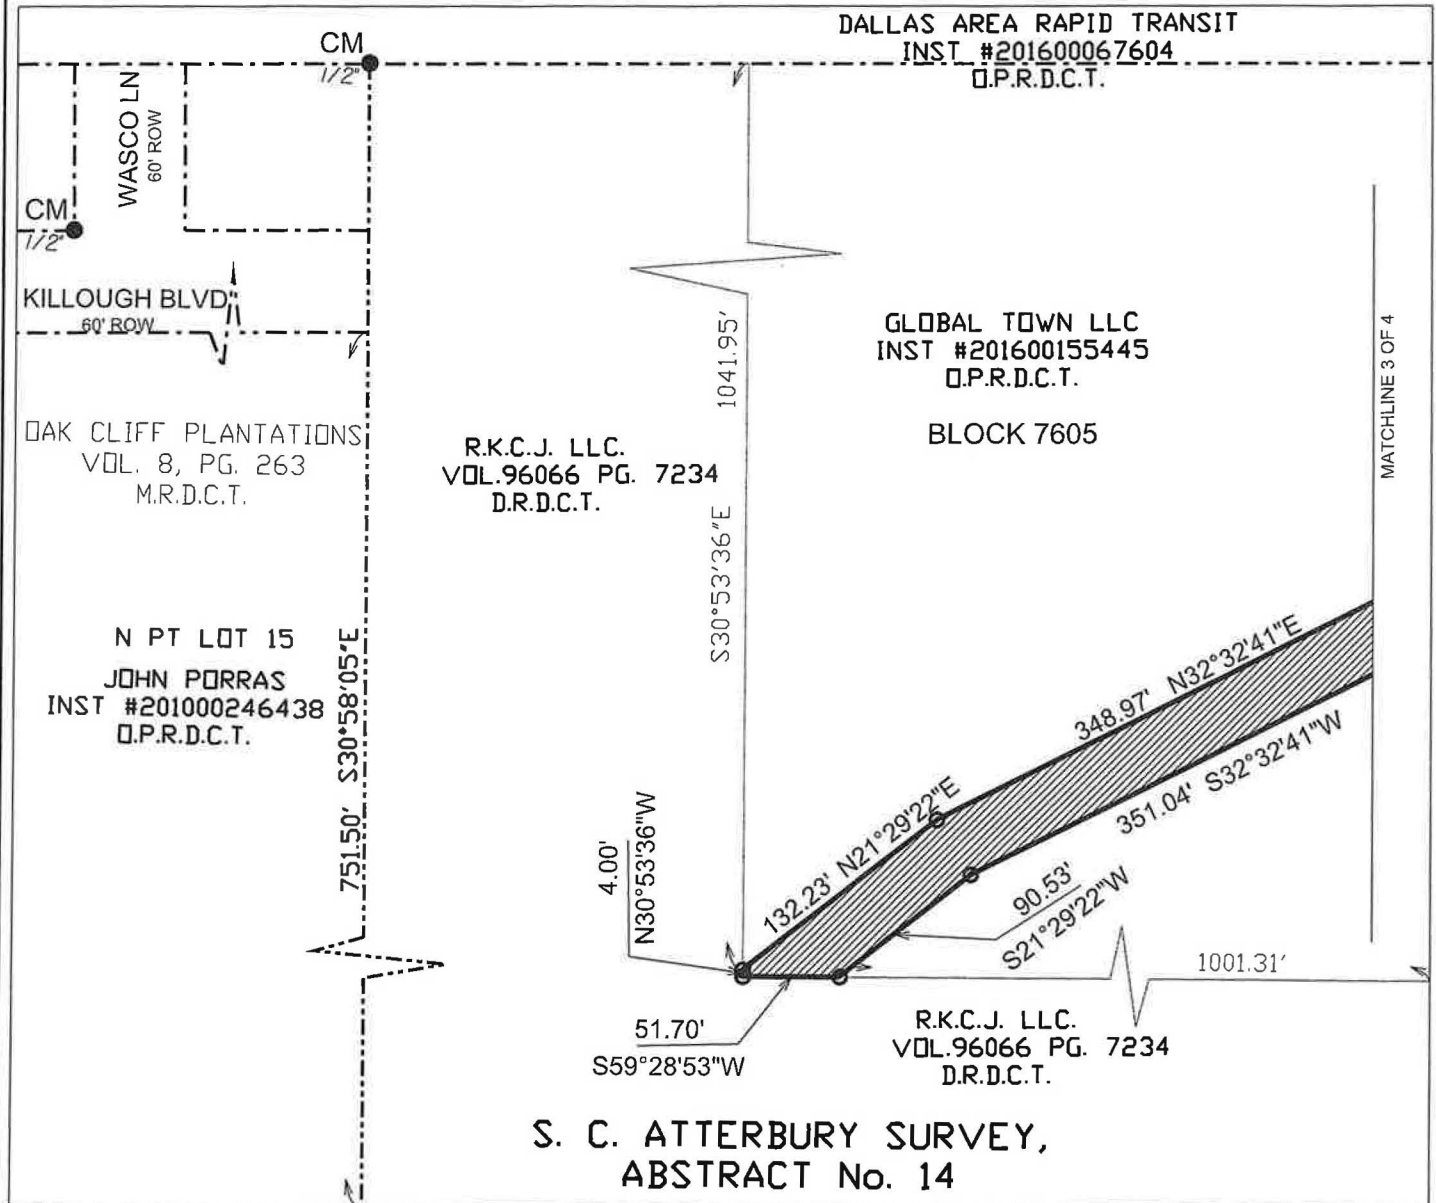 DALLAS AREA RAPID TRANSIT
INST #201600067604
O.P.R.D.C.T.
CM
1/2"
WASCO LN
60' ROW
CM
1/2"
KILLOUGH BLVD
60' ROW
OAK CLIFF PLANTATIONS
VOL. 8, PG. 263
M.R.D.C.T.
R.K.C.J. LLC.
VOL.96066 PG. 7234
D.R.D.C.T.
1041.95'
S30°53'36"E
GLOBAL TOWN LLC
INST #201600155445
O.P.R.D.C.T.
BLOCK 7605
MATCHLINE 3 OF 4
N PT LOT 15
JOHN PORRAS
INST #201000246438
O.P.R.D.C.T.
751.50' S30°58'05"E
4.00'
N30°53'36"W
132.23' N21°29'22"E
348.97' N32°32'41"E
351.04' S32°32'41"W
90.53'
S21°29'22"W
1001.31'
51.70'
S59°28'53"W
R.K.C.J. LLC.
VOL.96066 PG. 7234
D.R.D.C.T.
S. C. ATTERBURY SURVEY,
ABSTRACT No. 14